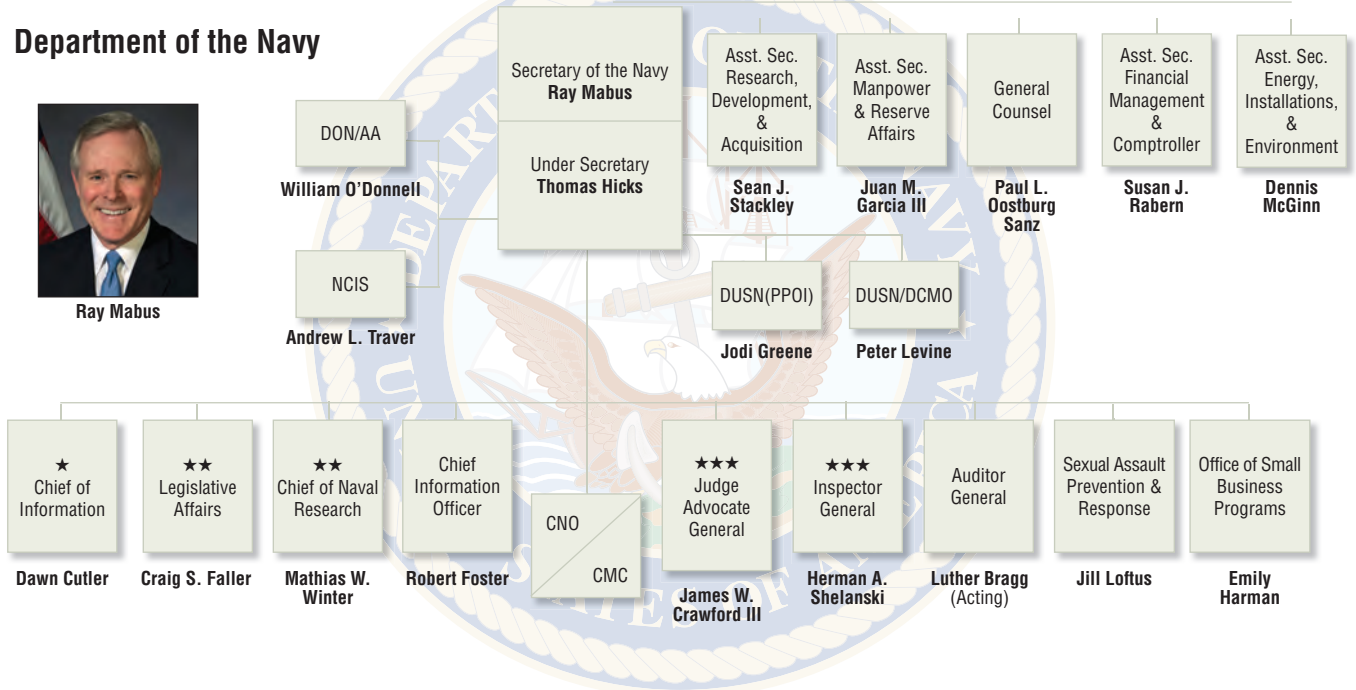 Department of the Navy
Ray Mabus
DON/AA
William O'Donnell
NCIS
Andrew L. Traver
Secretary of the Navy
Ray Mabus
Under Secretary
Thomas Hicks
Asst. Sec.
Research,
Development,
&
Acquisition
Sean J.
Stackley
Asst. Sec.
Manpower
& Reserve
Affairs
Juan M.
Garcia III
General
Counsel
Paul L.
Oostburg
Sanz
Asst. Sec.
Financial
Management
&
Comptroller
Susan J.
Rabern
Asst. Sec.
Energy,
Installations,
&
Environment
Dennis
McGinn
DUSN(PPOI)
Jodi Greene
DUSN/DCMO
Peter Levine
★
Chief of
Information
Dawn Cutler
★★
Legislative
Affairs
Craig S. Faller
★★
Chief of Naval
Research
Mathias W.
Winter
Chief
Information
Officer
Robert Foster
CNO
CMC
★★★
Judge
Advocate
General
James W.
Crawford III
★★★
Inspector
General
Herman A.
Shelanski
Auditor
General
Luther Bragg
(Acting)
Sexual Assault
Prevention &
Response
Jill Loftus
Office of Small
Business
Programs
Emily
Harman